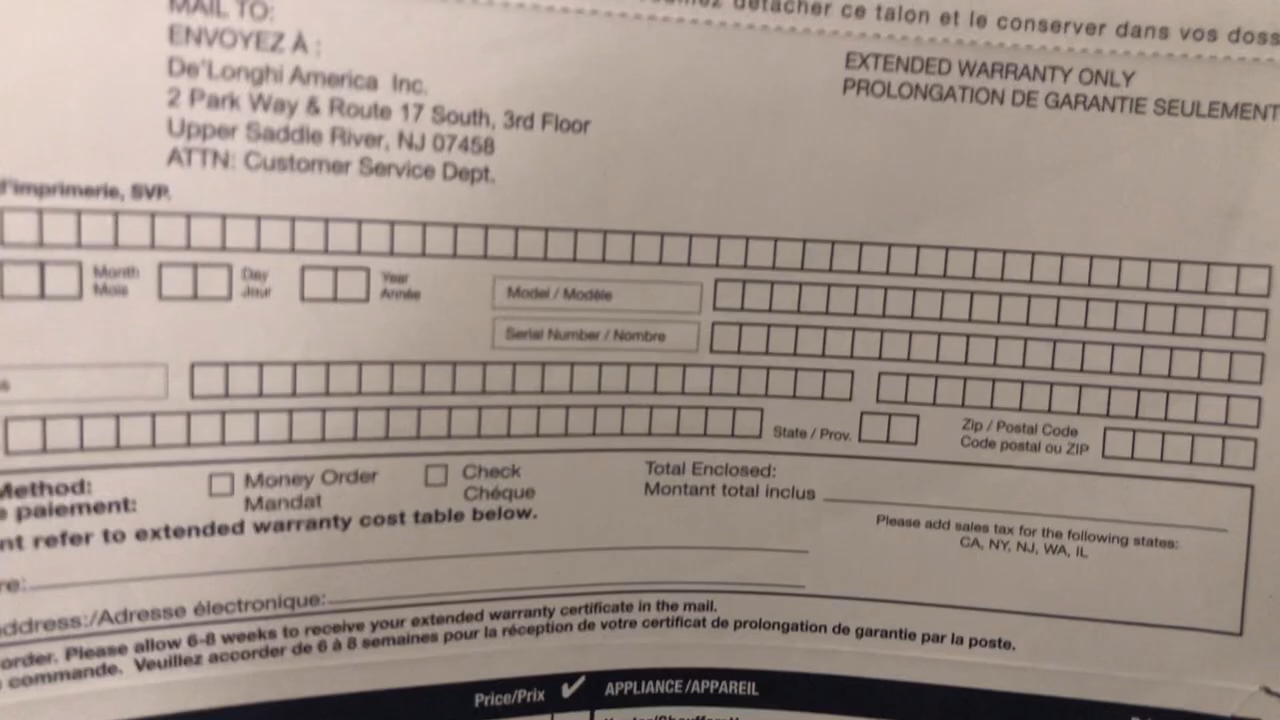 détacher ce talon et le conserver dans vos doss
MAIL TO:
ENVOYEZ À :
De'Longhi America Inc.
2 Park Way & Route 17 South, 3rd Floor
Upper Saddle River, NJ 07458
ATTN: Customer Service Dept.
EXTENDED WARRANTY ONLY
PROLONGATION DE GARANTIE SEULEMENT
d'imprimerie, SVP.
Month
Mois
Day
Jour
Year
Année
Model / Modèle
Serial Number / Nombre
State / Prov.
Zip / Postal Code
Code postal ou ZIP
Method:
e paiement:
Money Order
Mandat
Check
Chéque
Total Enclosed:
Montant total inclus
nt refer to extended warranty cost table below.
Please add sales tax for the following states:
CA, NY, NJ, WA, IL
re:
address:/Adresse électronique:
order. Please allow 6-8 weeks to receive your extended warranty certificate in the mail.
commande. Veuillez accorder de 6 à 8 semaines pour la réception de votre certificat de prolongation de garantie par la poste.
Price/Prix ✓ APPLIANCE/APPAREIL